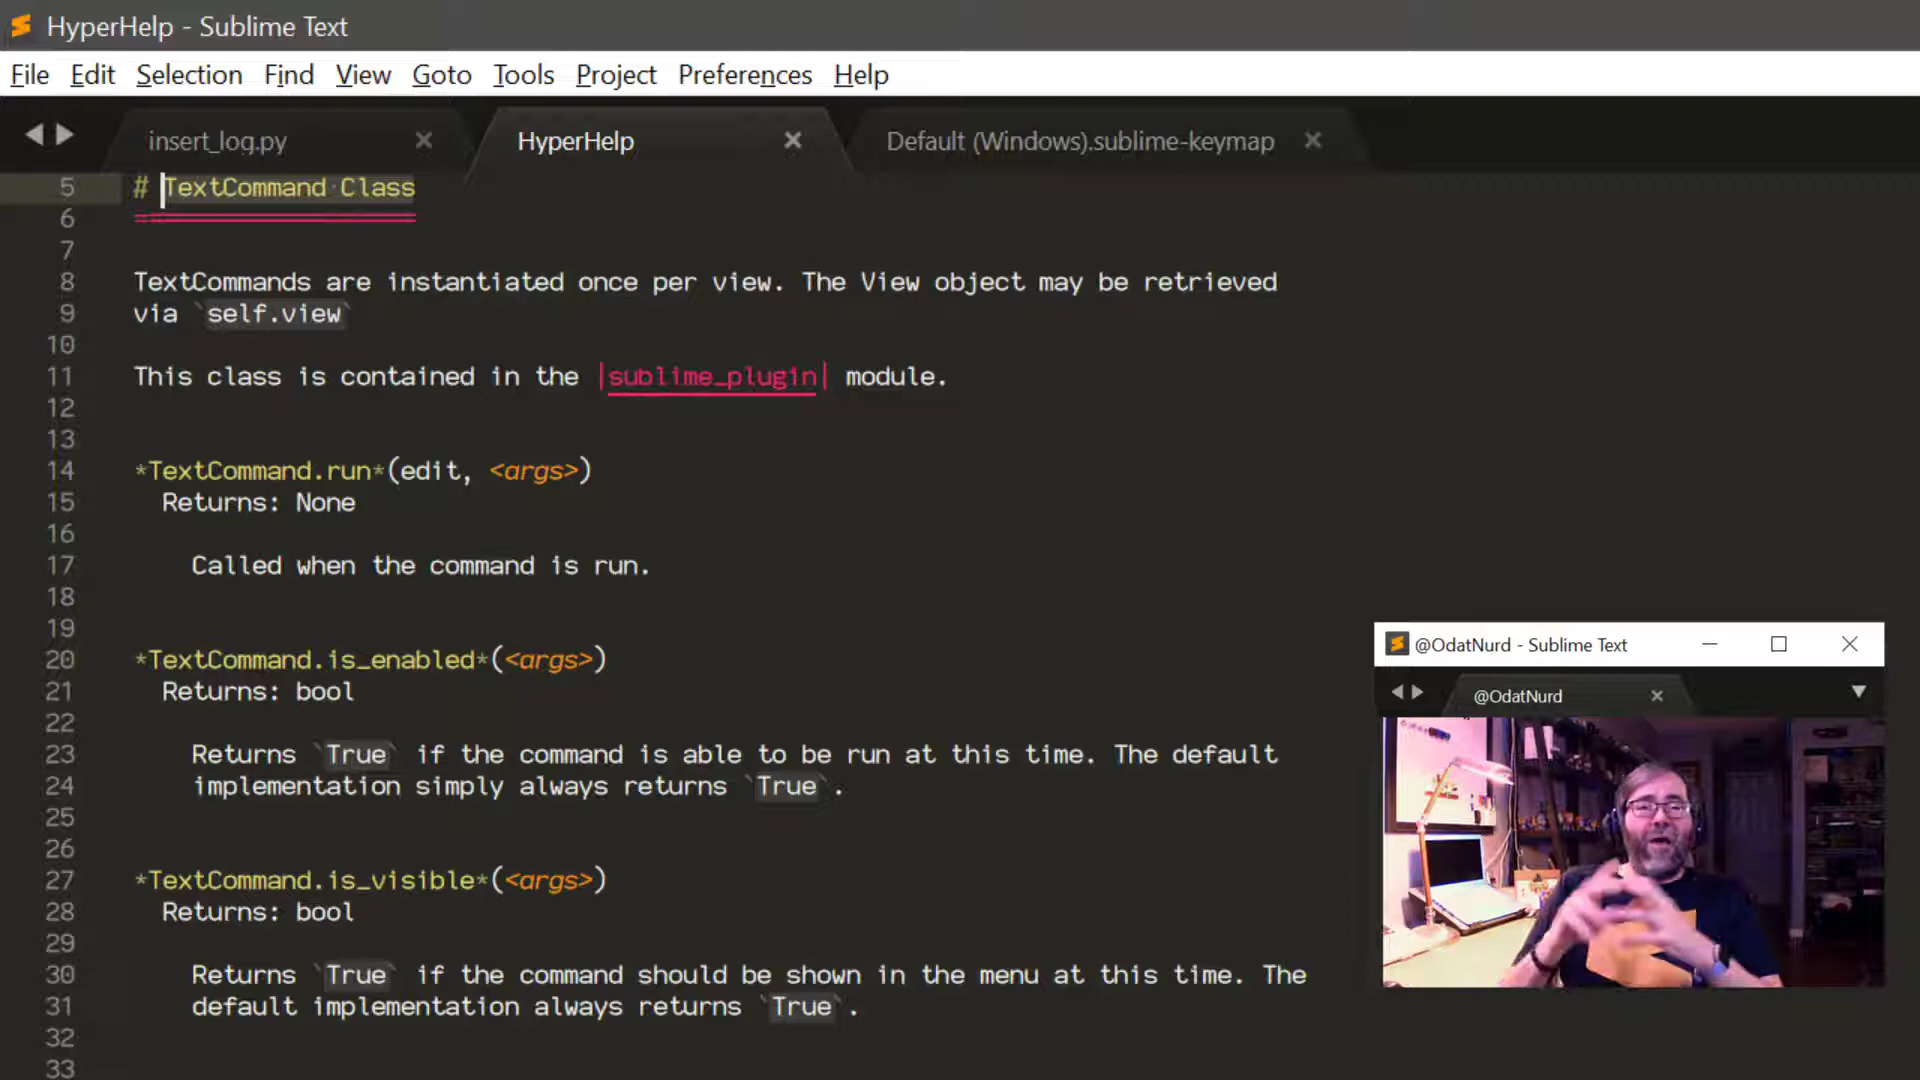 HyperHelp - Sublime Text
File Edit Selection Find View Goto Tools Project Preferences Help
insert_log.py HyperHelp Default (Windows).sublime-keymap
5 # TextCommand Class
6 ===================
7
8 TextCommands are instantiated once per view. The View object may be retrieved
9 via `self.view`
10
11 This class is contained in the |sublime_plugin| module.
12
13
14 *TextCommand.run*(edit, <args>)
15 Returns: None
16
17 Called when the command is run.
18
19
20 *TextCommand.is_enabled*(<args>)
21 Returns: bool
22
23 Returns `True` if the command is able to be run at this time. The default
24 implementation simply always returns `True`.
25
26
27 *TextCommand.is_visible*(<args>)
28 Returns: bool
29
30 Returns `True` if the command should be shown in the menu at this time. The
31 default implementation always returns `True`.
32
33
@OdatNurd - Sublime Text
@OdatNurd